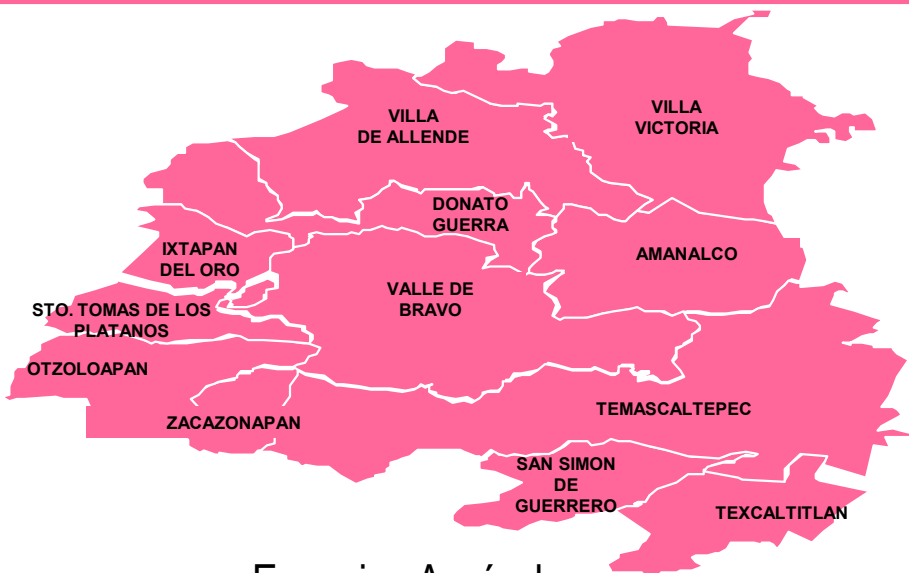 VILLA
DE ALLENDE
VILLA
VICTORIA
DONATO
GUERRA
IXTAPAN
DEL ORO
AMANALCO
VALLE DE
BRAVO
STO. TOMAS DE LOS
PLATANOS
OTZOLOAPAN
ZACAZONAPAN
TEMASCALTEPEC
SAN SIMON
DE
GUERRERO
TEXCALTITLAN